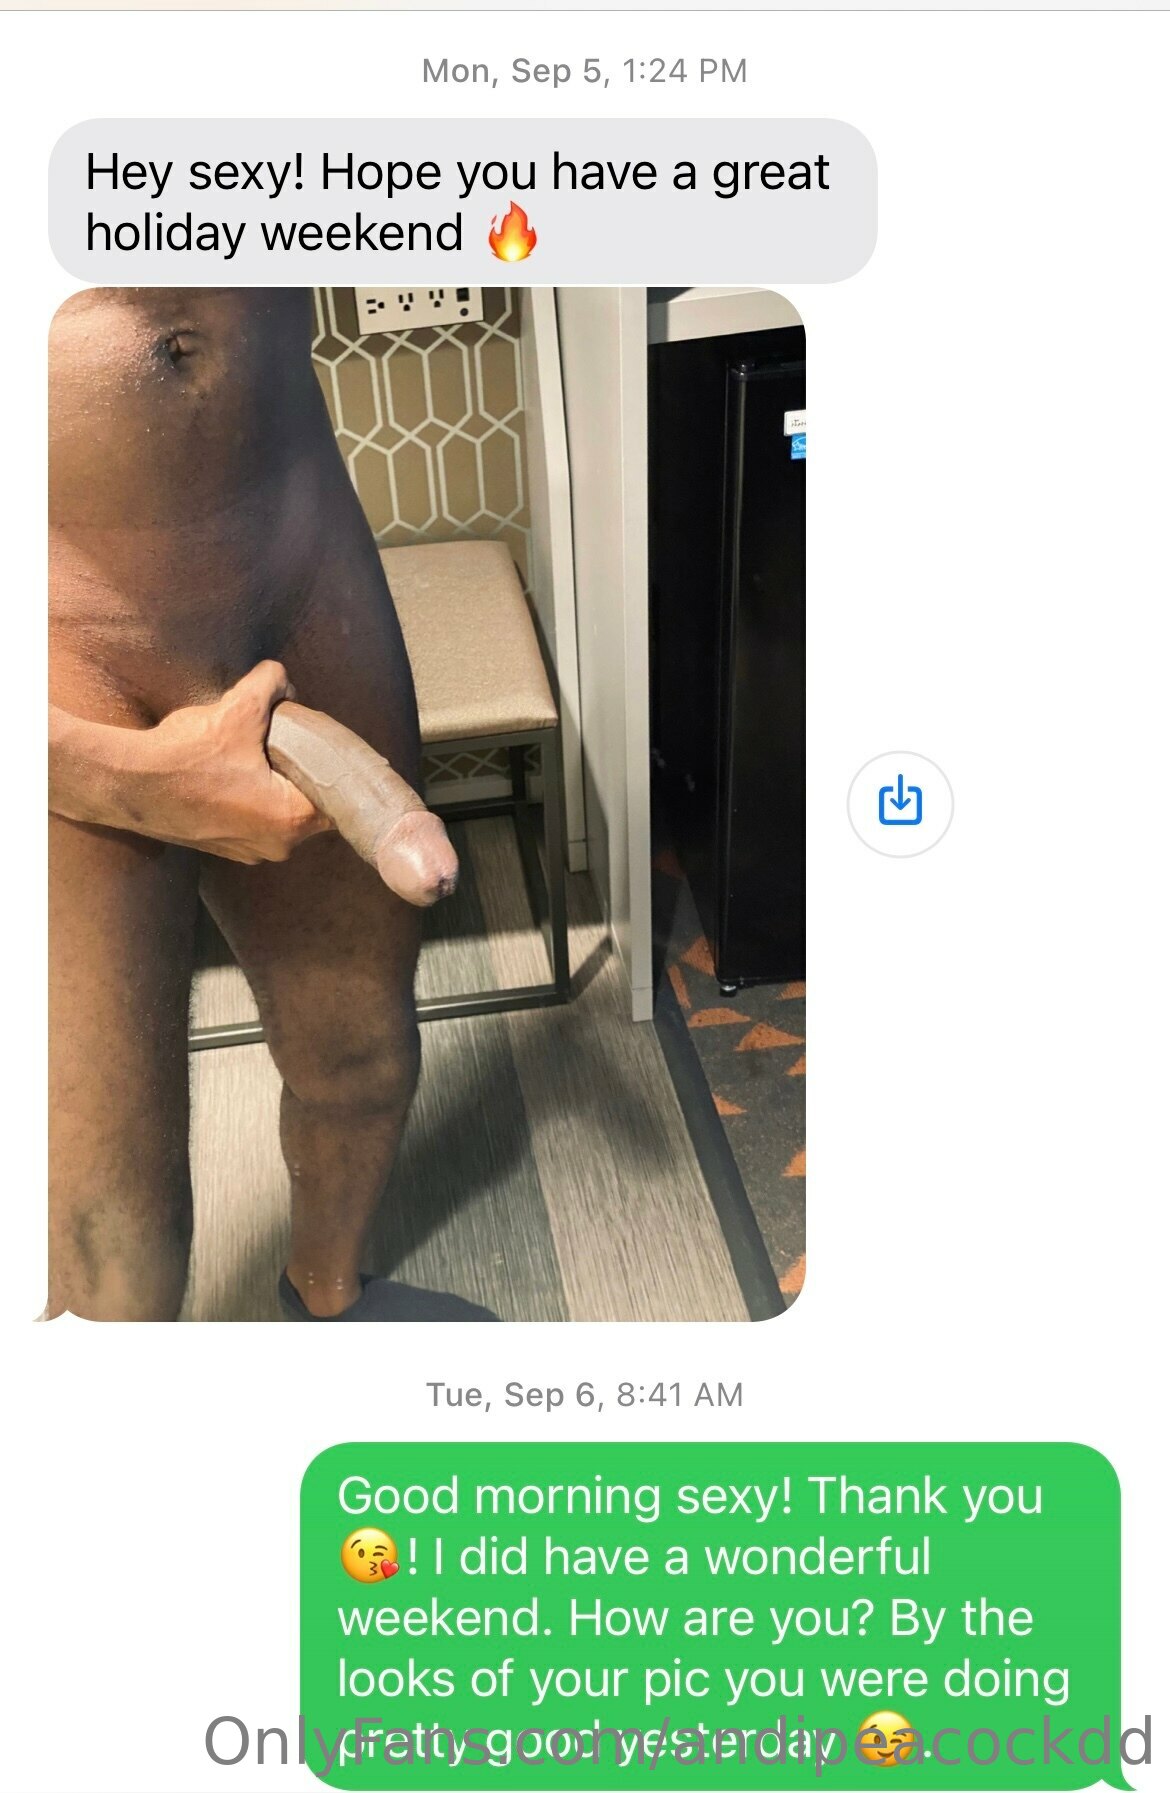 Mon, Sep 5, 1:24 PM
Hey sexy! Hope you have a great
holiday weekend 🔥
Tue, Sep 6, 8:41 AM
Good morning sexy! Thank you
😘! I did have a wonderful
weekend. How are you? By the
looks of your pic you were doing
pretty good yesterday 😉.
OnlyFans.com/andipeacockdd